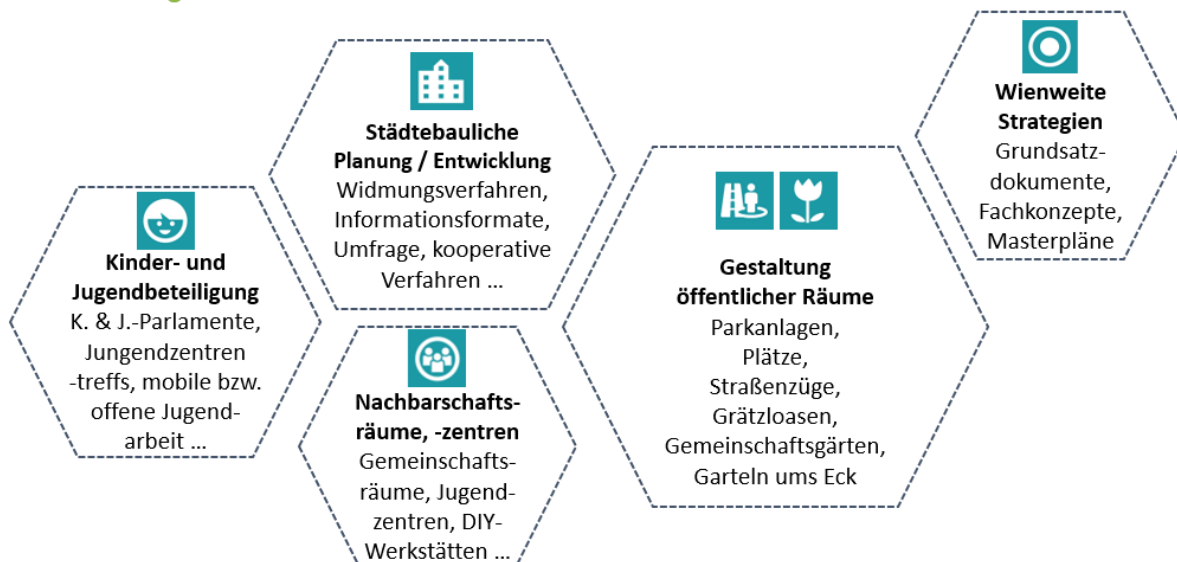 Kinder- und
Jugendbeteiligung
K. & J.-Parlamente,
Jungendzentren
-treffs, mobile bzw.
offene Jugend-
arbeit ...
Städtebauliche
Planung / Entwicklung
Widmungsverfahren,
Informationsformate,
Umfrage, kooperative
Verfahren ...
Nachbarschafts-
räume, -zentren
Gemeinschafts-
räume, Jugend-
zentren, DIY-
Werkstätten ...
Gestaltung
öffentlicher Räume
Parkanlagen,
Plätze,
Straßenzüge,
Grätzloasen,
Gemeinschaftsgärten,
Garteln ums Eck
Wienweite
Strategien
Grundsatz-
dokumente,
Fachkonzepte,
Masterpläne